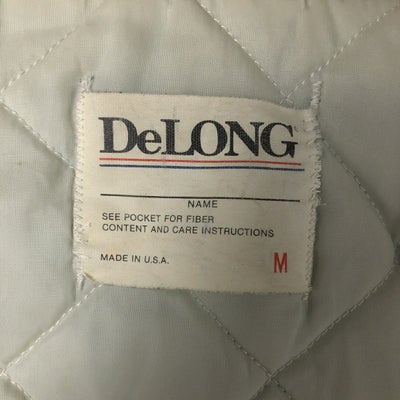 DeLONG
NAME
SEE POCKET FOR FIBER
CONTENT AND CARE INSTRUCTIONS
MADE IN U.S.A. M